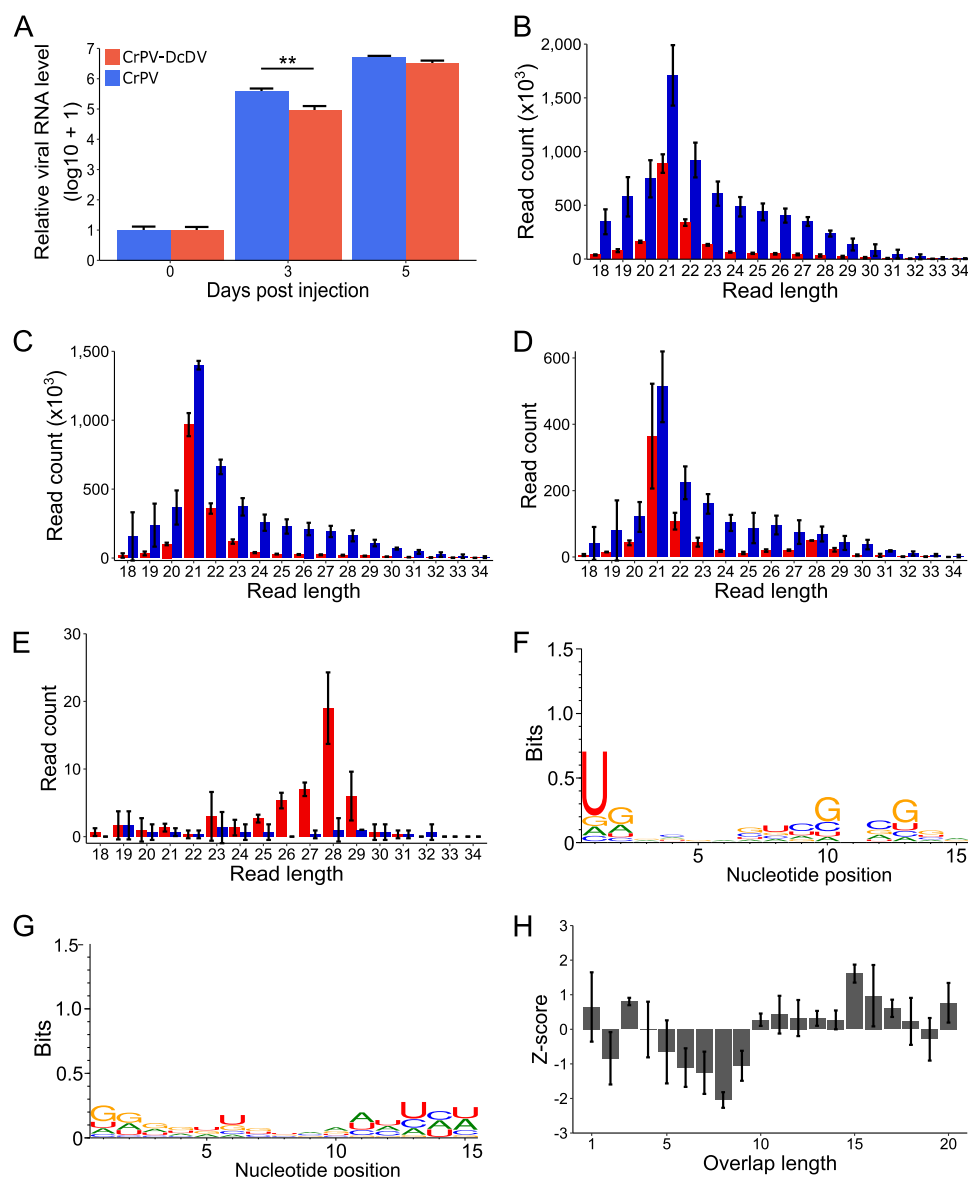 A
CrPV-DcDV
CrPV
**
Relative viral RNA level
(log10 + 1)
7
6
5
4
3
2
1
0
0 3 5
Days post injection
B
Read count (x10³)
2,000
1,500
1,000
500
0
18 19 20 21 22 23 24 25 26 27 28 29 30 31 32 33 34
Read length
C
Read count (x10³)
1,500
1,000
500
0
18 19 20 21 22 23 24 25 26 27 28 29 30 31 32 33 34
Read length
D
Read count
600
400
200
0
18 19 20 21 22 23 24 25 26 27 28 29 30 31 32 33 34
Read length
E
Read count
30
20
10
0
18 19 20 21 22 23 24 25 26 27 28 29 30 31 32 33 34
Read length
F
Bits
1.5
1.0
0.5
0
5 10 15
Nucleotide position
G
Bits
1.5
1.0
0.5
0
5 10 15
Nucleotide position
H
Z-score
3
2
1
0
-1
-2
-3
1 5 10 15 20
Overlap length